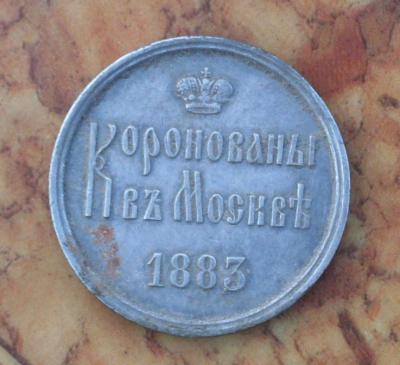 Коронованы
въ Москвѣ
1883